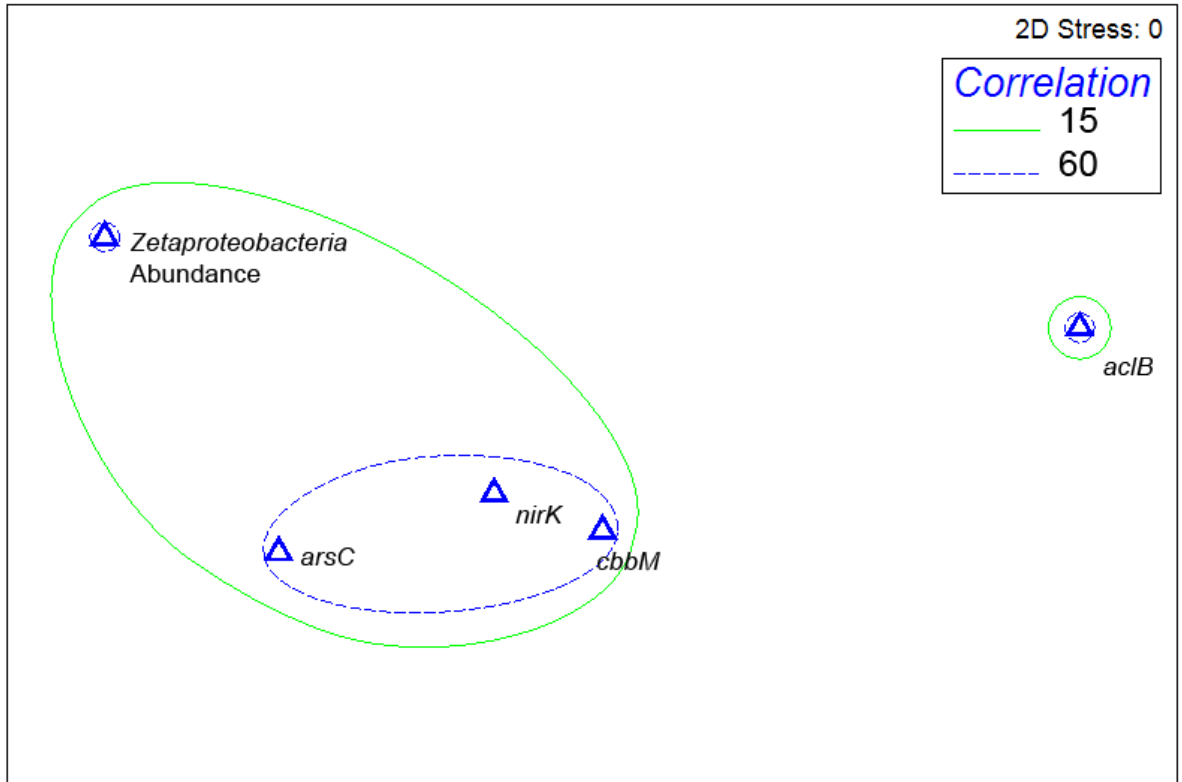 2D Stress: 0
Correlation
15
60
Zetaproteobacteria
Abundance
aclB
nirK
arsC
cbbM